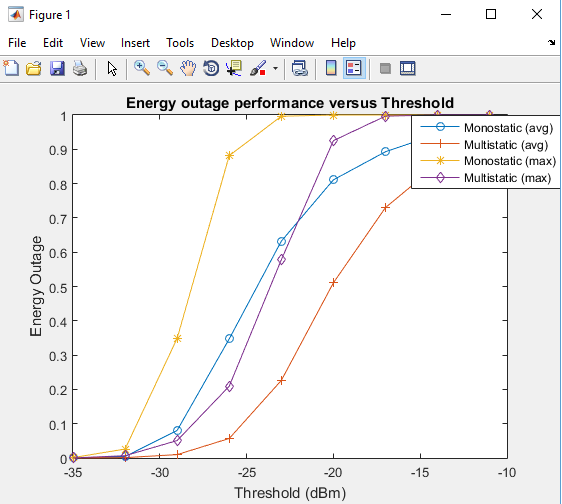 Figure 1
File Edit View Insert Tools Desktop Window Help
Energy outage performance versus Threshold
Monostatic (avg)
Multistatic (avg)
Monostatic (max)
Multistatic (max)
1
0.9
0.8
0.7
0.6
0.5
0.4
0.3
0.2
0.1
0
Energy Outage
-35 -30 -25 -20 -15 -10
Threshold (dBm)